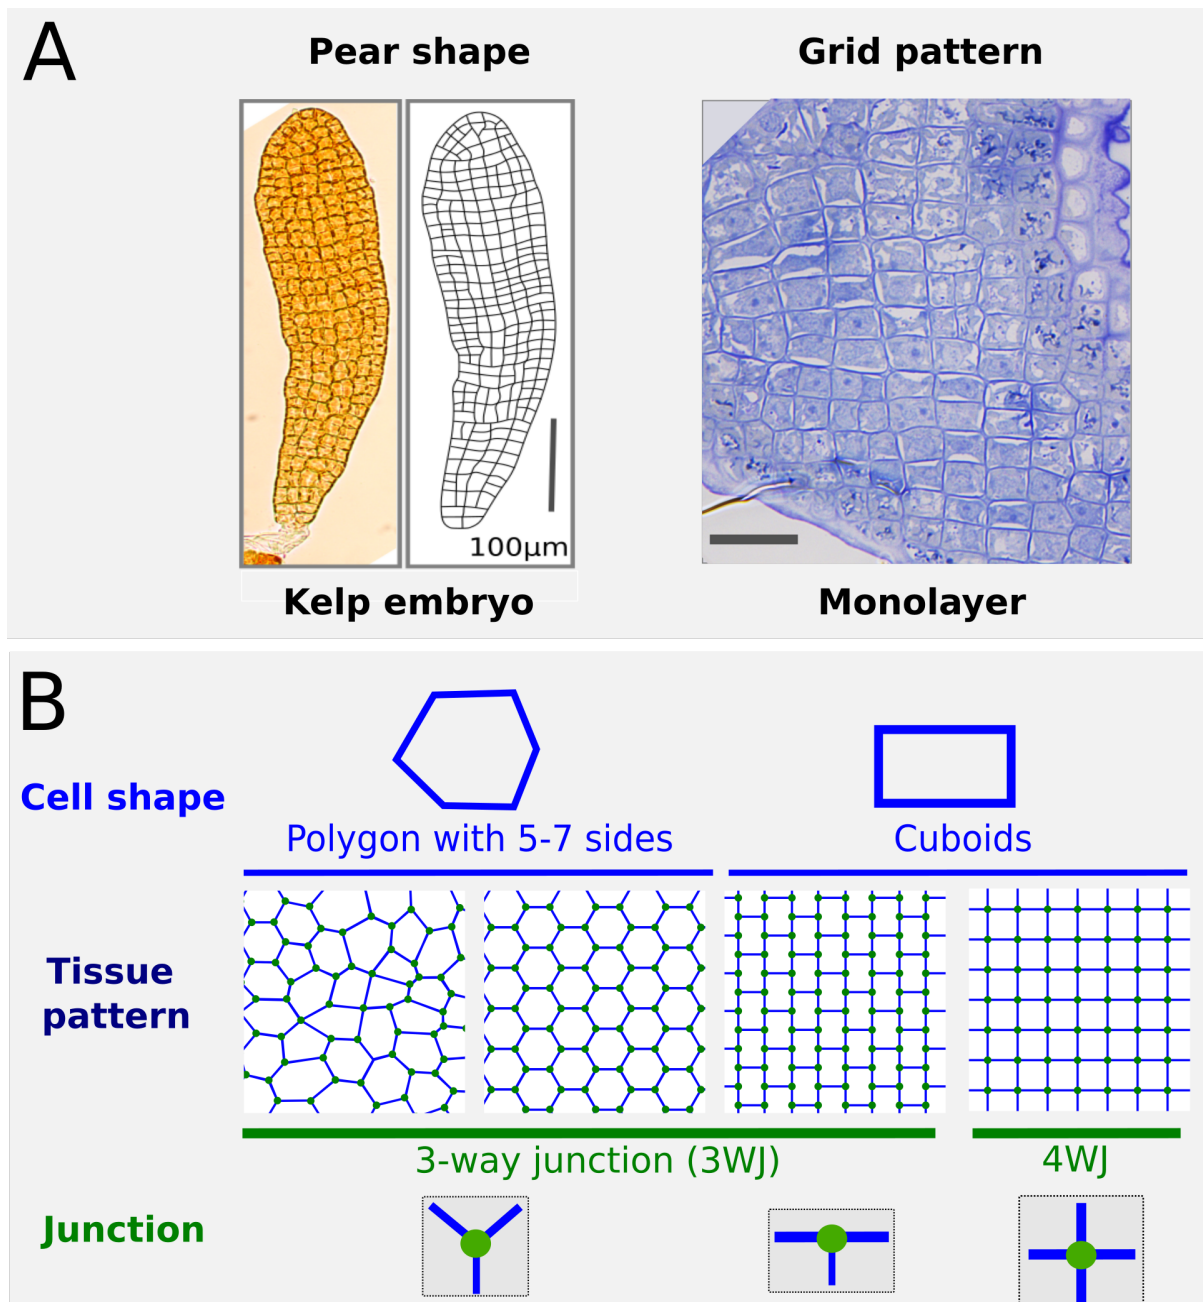 A
Pear shape
Grid pattern
100µm
Kelp embryo
Monolayer
B
Cell shape
Polygon with 5-7 sides
Cuboids
Tissue
pattern
3-way junction (3WJ)
4WJ
Junction